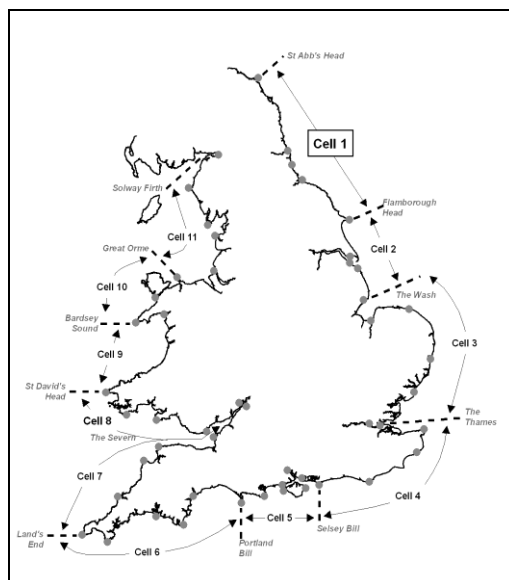 St Abb's Head
Cell 1
Solway Firth
Flamborough
Head
Cell 11
Great Orme
Cell 2
Cell 10
The Wash
Bardsey
Sound
Cell 3
Cell 9
St David's
Head
Cell 8
The
Thames
The Severn
Cell 7
Cell 4
Cell 5
Selsey Bill
Land's
End
Cell 6
Portland
Bill